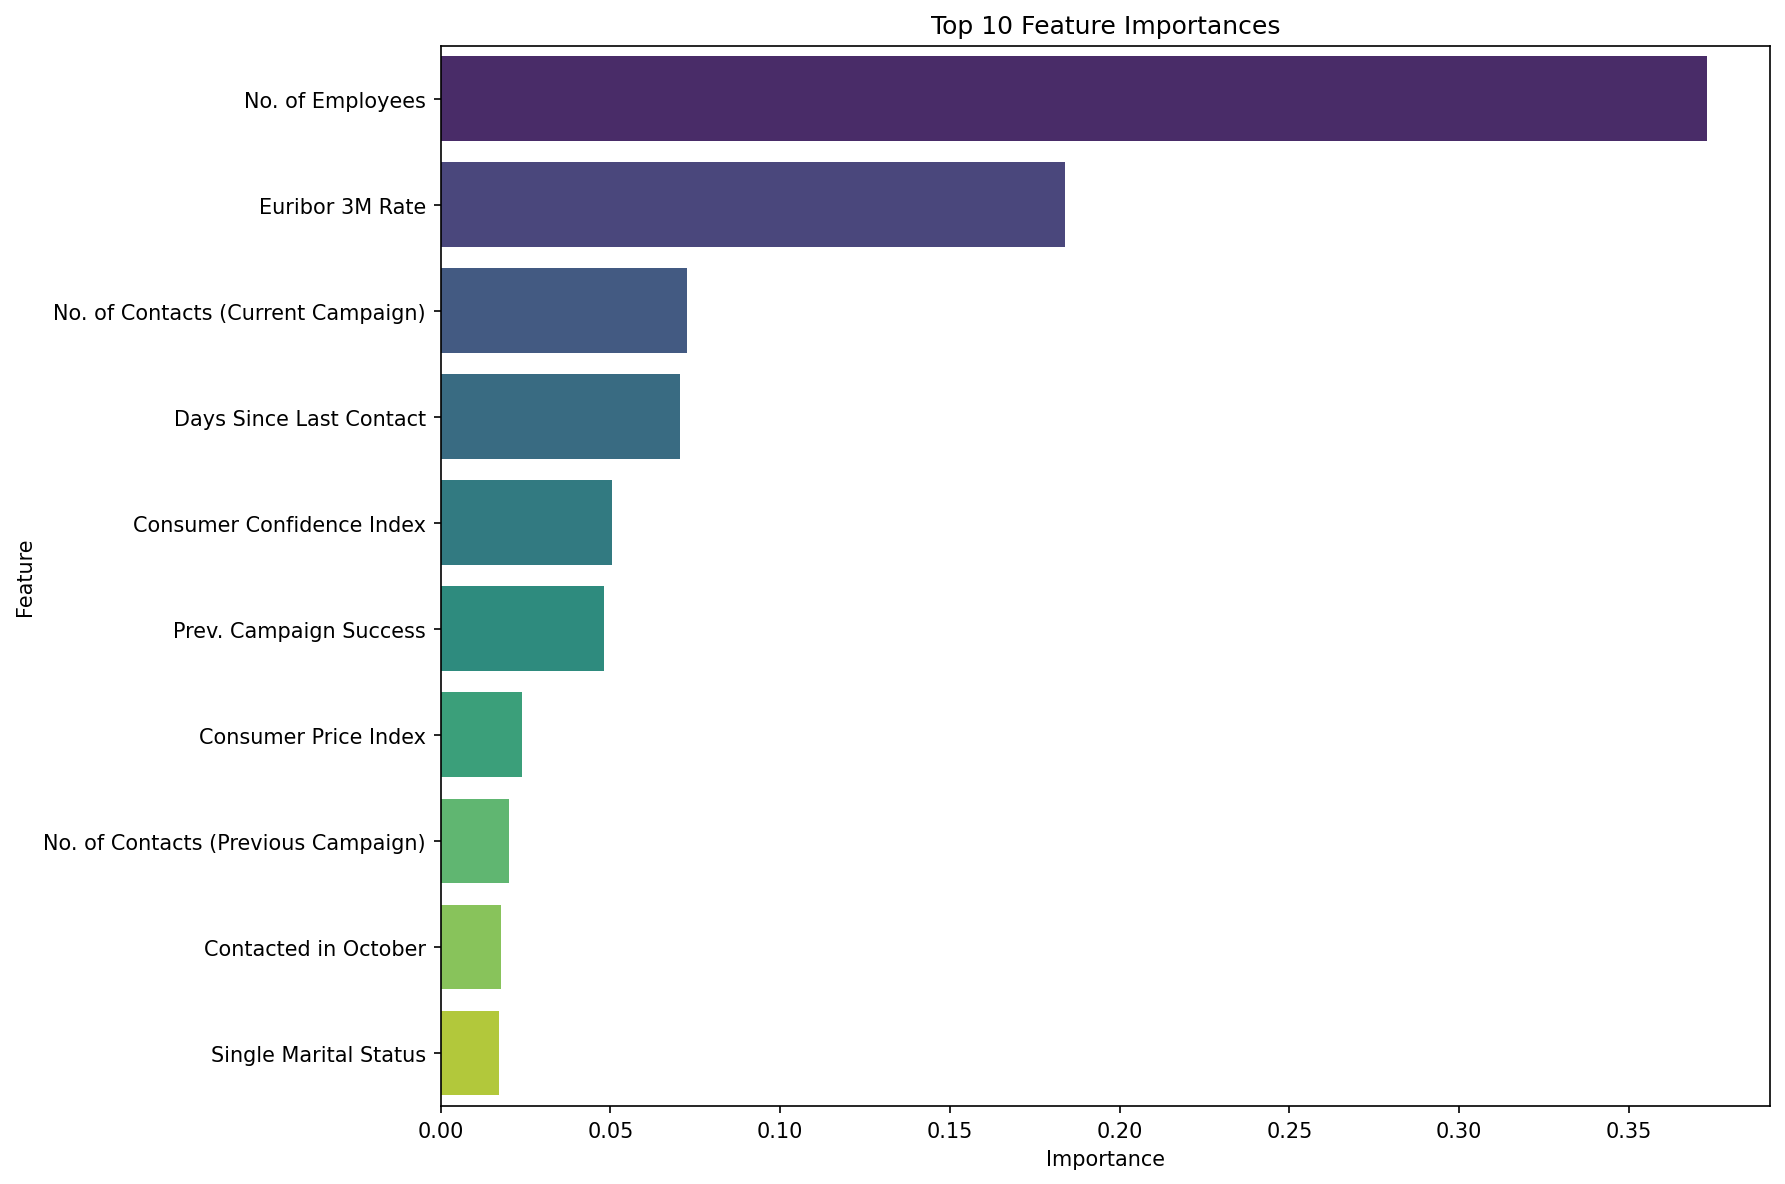 Top 10 Feature Importances
No. of Employees
Euribor 3M Rate
No. of Contacts (Current Campaign)
Days Since Last Contact
Consumer Confidence Index
Prev. Campaign Success
Consumer Price Index
No. of Contacts (Previous Campaign)
Contacted in October
Single Marital Status
Feature
0.00 0.05 0.10 0.15 0.20 0.25 0.30 0.35
Importance